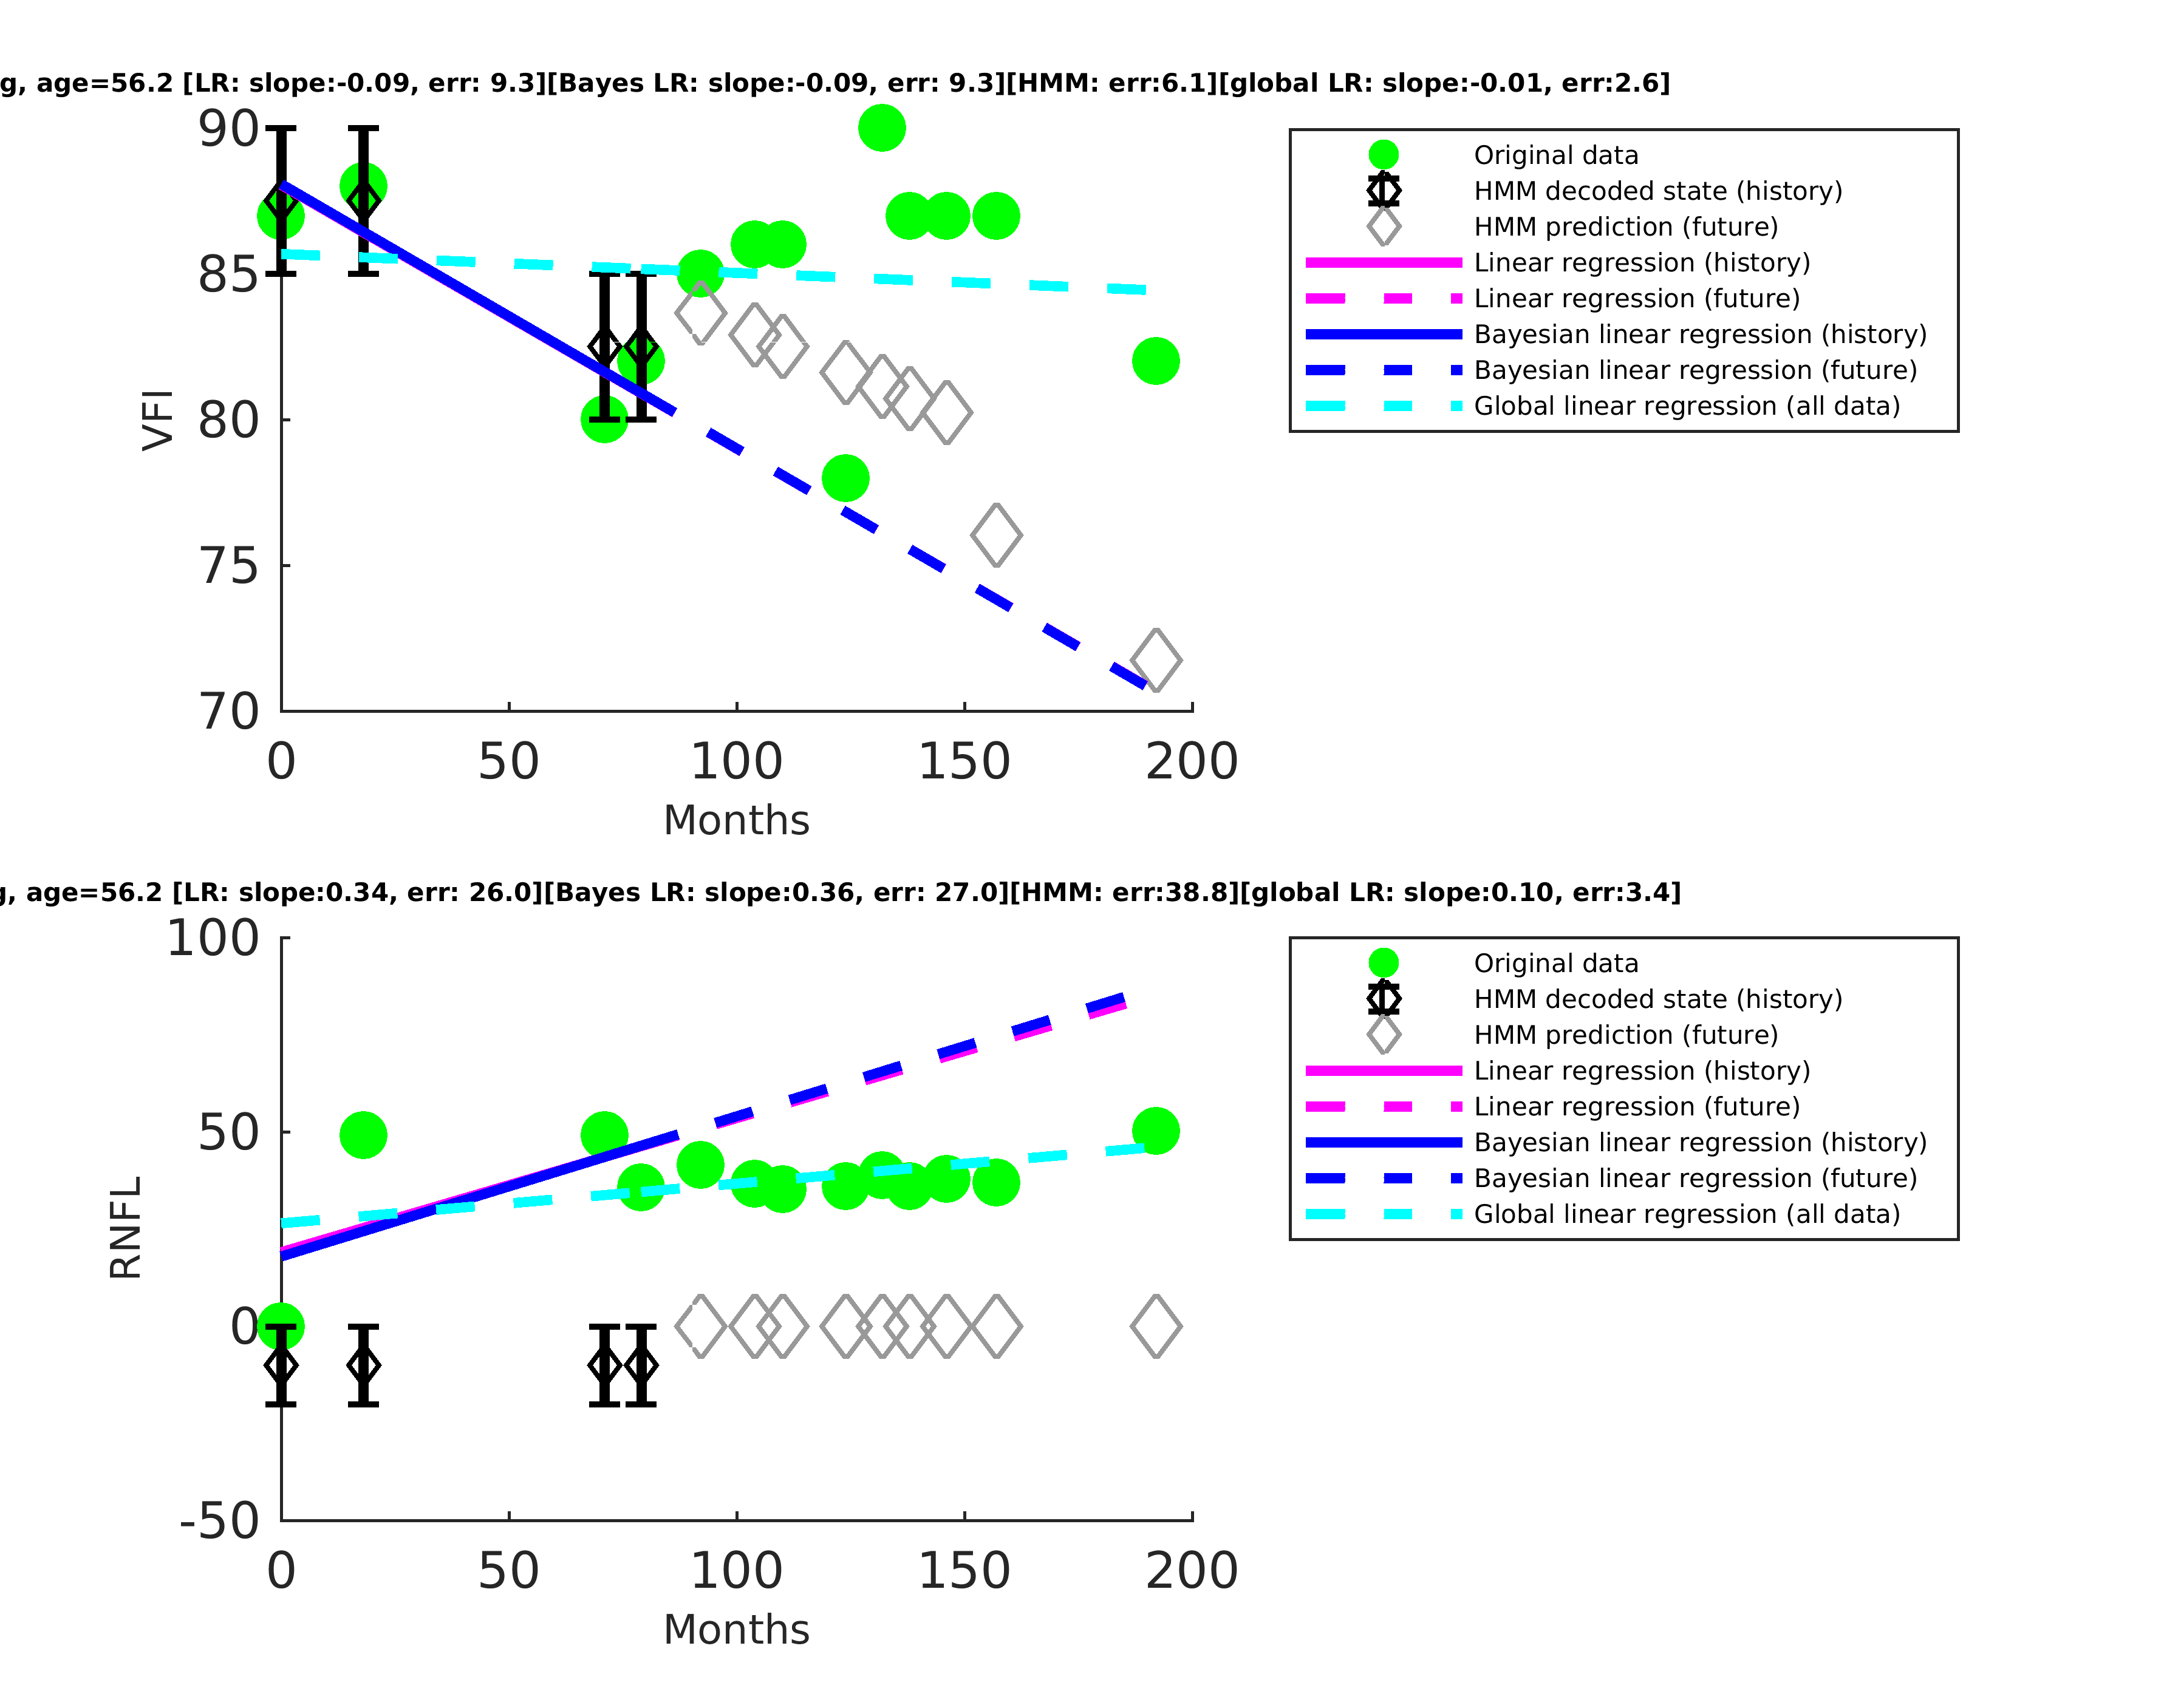 g, age=56.2 [LR: slope:-0.09, err: 9.3][Bayes LR: slope:-0.09, err: 9.3][HMM: err:6.1][global LR: slope:-0.01, err:2.6]
90
85
80
75
70
VFI
0 50 100 150 200
Months
Original data
HMM decoded state (history)
HMM prediction (future)
Linear regression (history)
Linear regression (future)
Bayesian linear regression (history)
Bayesian linear regression (future)
Global linear regression (all data)
g, age=56.2 [LR: slope:0.34, err: 26.0][Bayes LR: slope:0.36, err: 27.0][HMM: err:38.8][global LR: slope:0.10, err:3.4]
100
50
0
-50
RNFL
0 50 100 150 200
Months
Original data
HMM decoded state (history)
HMM prediction (future)
Linear regression (history)
Linear regression (future)
Bayesian linear regression (history)
Bayesian linear regression (future)
Global linear regression (all data)